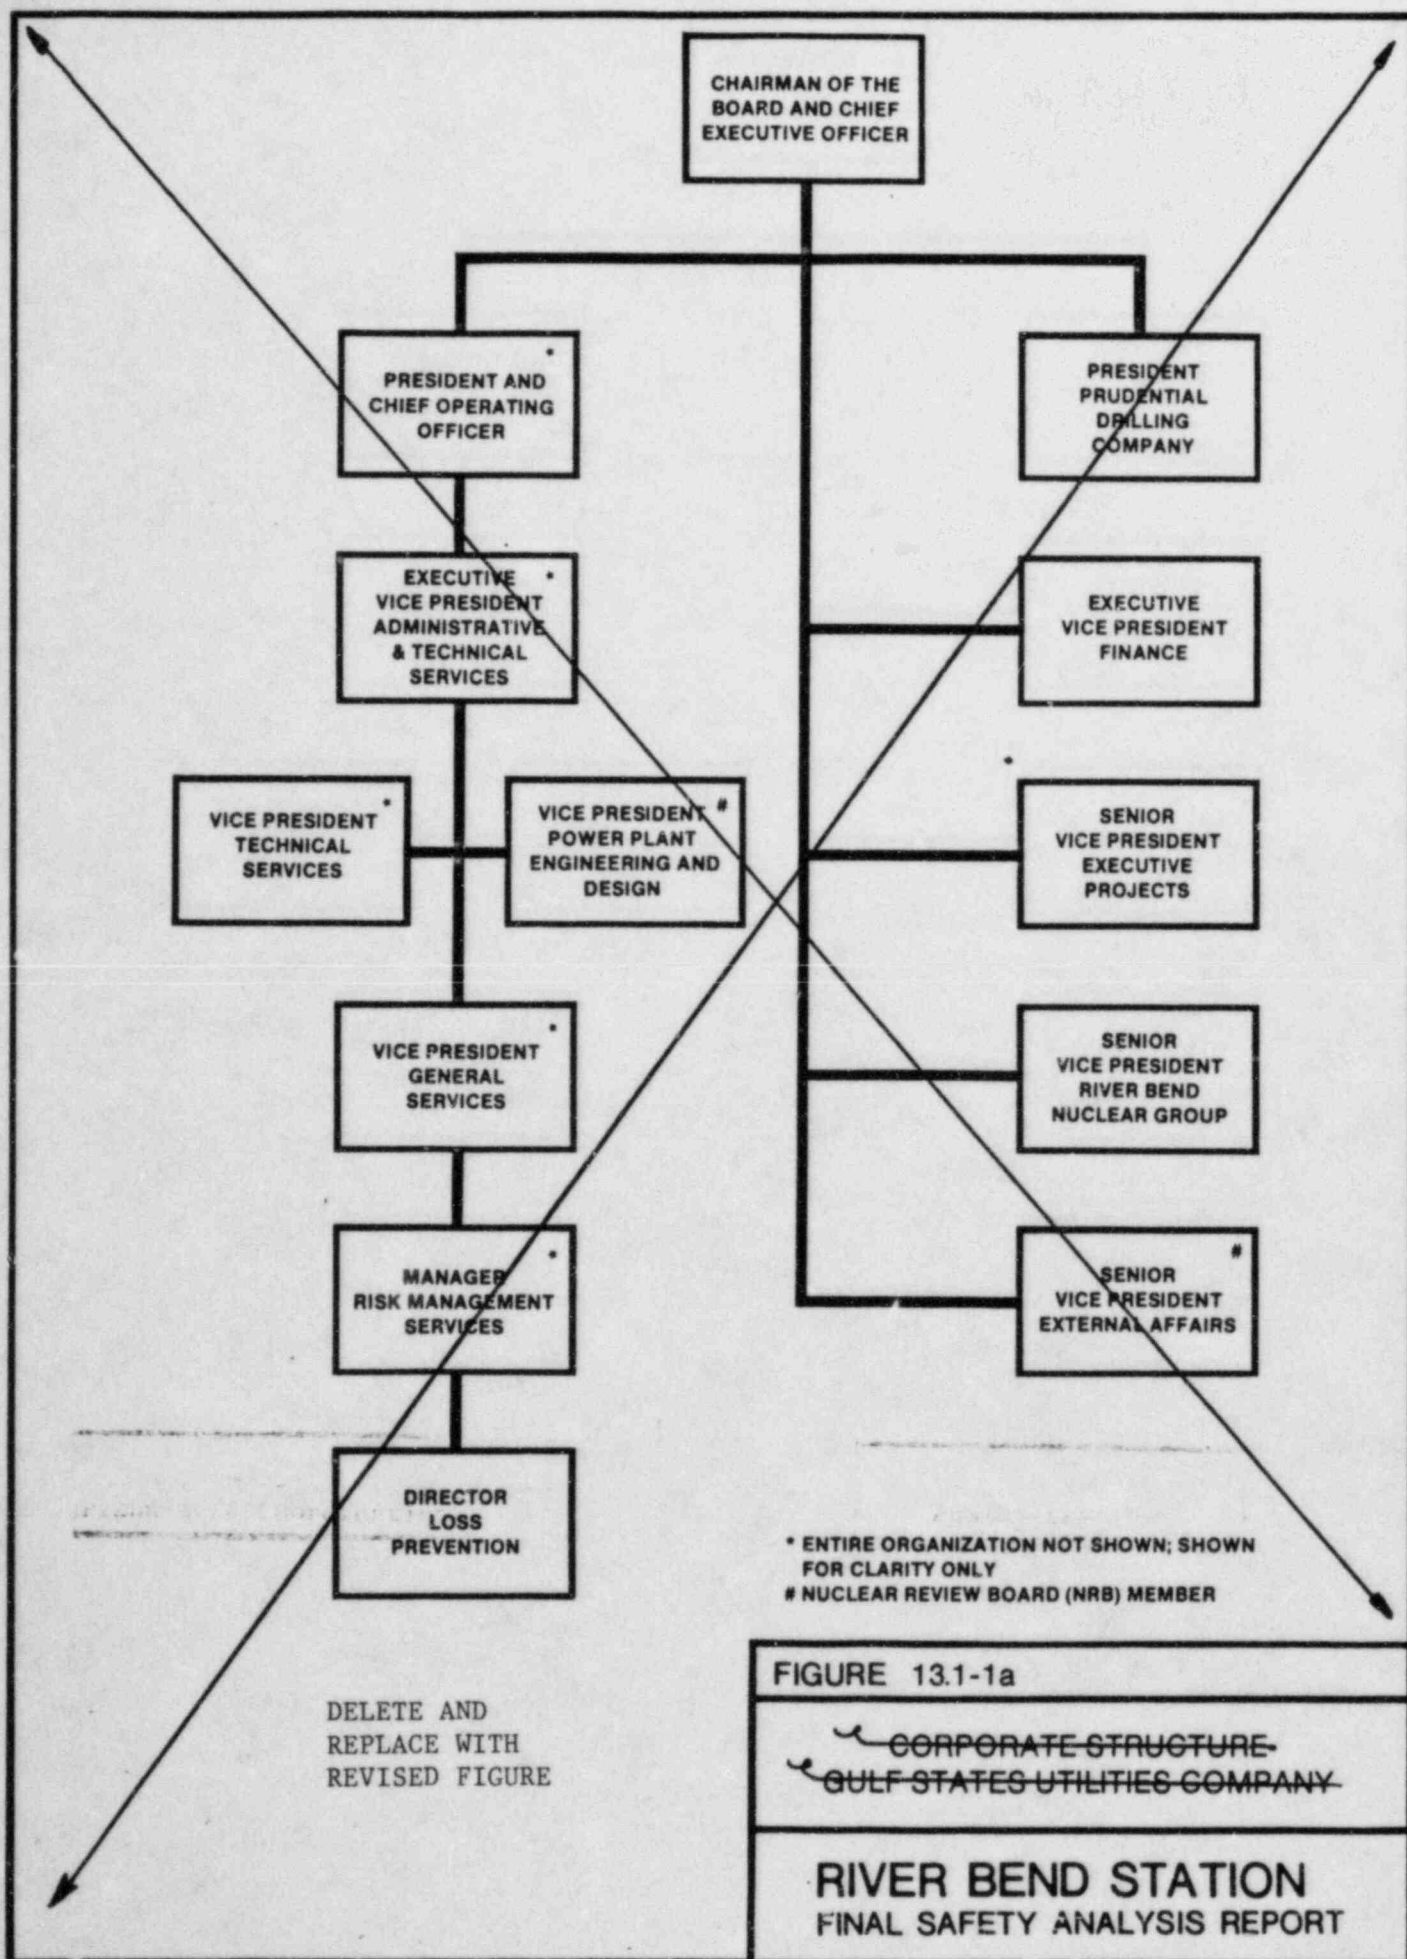 CHAIRMAN OF THE
BOARD AND CHIEF
EXECUTIVE OFFICER
*
PRESIDENT AND
CHIEF OPERATING
OFFICER
PRESIDENT
PRUDENTIAL
DRILLING
COMPANY
EXECUTIVE *
VICE PRESIDENT
ADMINISTRATIVE
& TECHNICAL
SERVICES
EXECUTIVE
VICE PRESIDENT
FINANCE
*
VICE PRESIDENT
TECHNICAL
SERVICES
VICE PRESIDENT #
POWER PLANT
ENGINEERING AND
DESIGN
SENIOR
VICE PRESIDENT
EXECUTIVE
PROJECTS
*
VICE PRESIDENT
GENERAL
SERVICES
SENIOR
VICE PRESIDENT
RIVER BEND
NUCLEAR GROUP
*
MANAGER
RISK MANAGEMENT
SERVICES
#
SENIOR
VICE PRESIDENT
EXTERNAL AFFAIRS
DIRECTOR
LOSS
PREVENTION
* ENTIRE ORGANIZATION NOT SHOWN; SHOWN
FOR CLARITY ONLY
# NUCLEAR REVIEW BOARD (NRB) MEMBER
DELETE AND
REPLACE WITH
REVISED FIGURE
FIGURE 13.1-1a
CORPORATE STRUCTURE
GULF STATES UTILITIES COMPANY
RIVER BEND STATION
FINAL SAFETY ANALYSIS REPORT